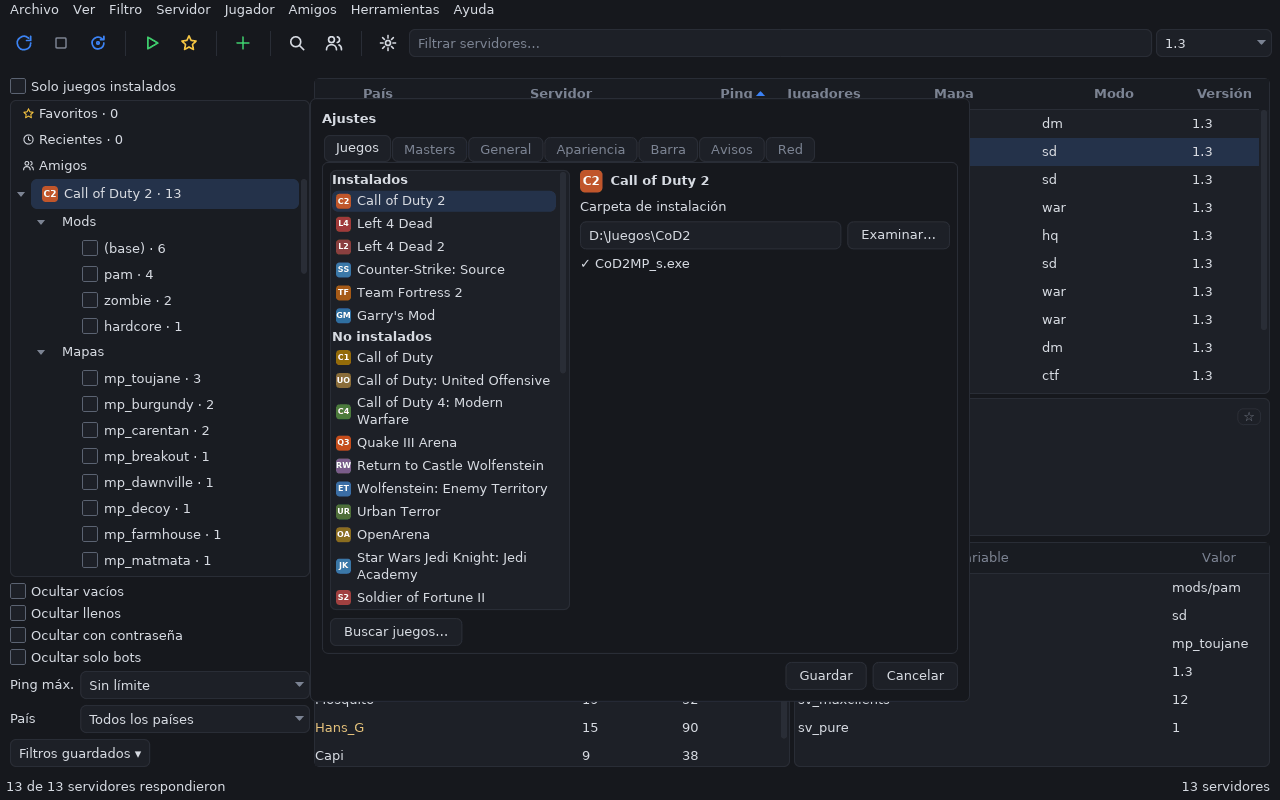 Archivo Ver Filtro Servidor Jugador Amigos Herramientas Ayuda
Filtrar servidores...
1.3
Solo juegos instalados
Favoritos · 0
Recientes · 0
Amigos
C2 Call of Duty 2 · 13
Mods
(base) · 6
pam · 4
zombie · 2
hardcore · 1
Mapas
mp_toujane · 3
mp_burgundy · 2
mp_carentan · 2
mp_breakout · 1
mp_dawnville · 1
mp_decoy · 1
mp_farmhouse · 1
mp_matmata · 1
Ocultar vacíos
Ocultar llenos
Ocultar con contraseña
Ocultar solo bots
Ping máx. Sin límite
País Todos los países
Filtros guardados ▾
País Servidor Ping Jugadores Mapa Modo Versión
dm 1.3
sd 1.3
sd 1.3
war 1.3
hq 1.3
sd 1.3
war 1.3
war 1.3
dm 1.3
ctf 1.3
Ajustes
Juegos Masters General Apariencia Barra Avisos Red
Instalados
C2 Call of Duty 2
L4 Left 4 Dead
L2 Left 4 Dead 2
SS Counter-Strike: Source
TF Team Fortress 2
GM Garry's Mod
No instalados
C1 Call of Duty
UO Call of Duty: United Offensive
C4 Call of Duty 4: Modern
Warfare
Q3 Quake III Arena
RW Return to Castle Wolfenstein
ET Wolfenstein: Enemy Territory
UR Urban Terror
OA OpenArena
JK Star Wars Jedi Knight: Jedi
Academy
S2 Soldier of Fortune II
Buscar juegos...
C2 Call of Duty 2
Carpeta de instalación
D:\Juegos\CoD2
Examinar...
✓ CoD2MP_s.exe
Guardar
Cancelar
☆
Valor
mods/pam
sd
mp_toujane
1.3
sv_maxclients 12
sv_pure 1
Mosquito
Hans_G 15 90
Capi 9 38
13 de 13 servidores respondieron
13 servidores